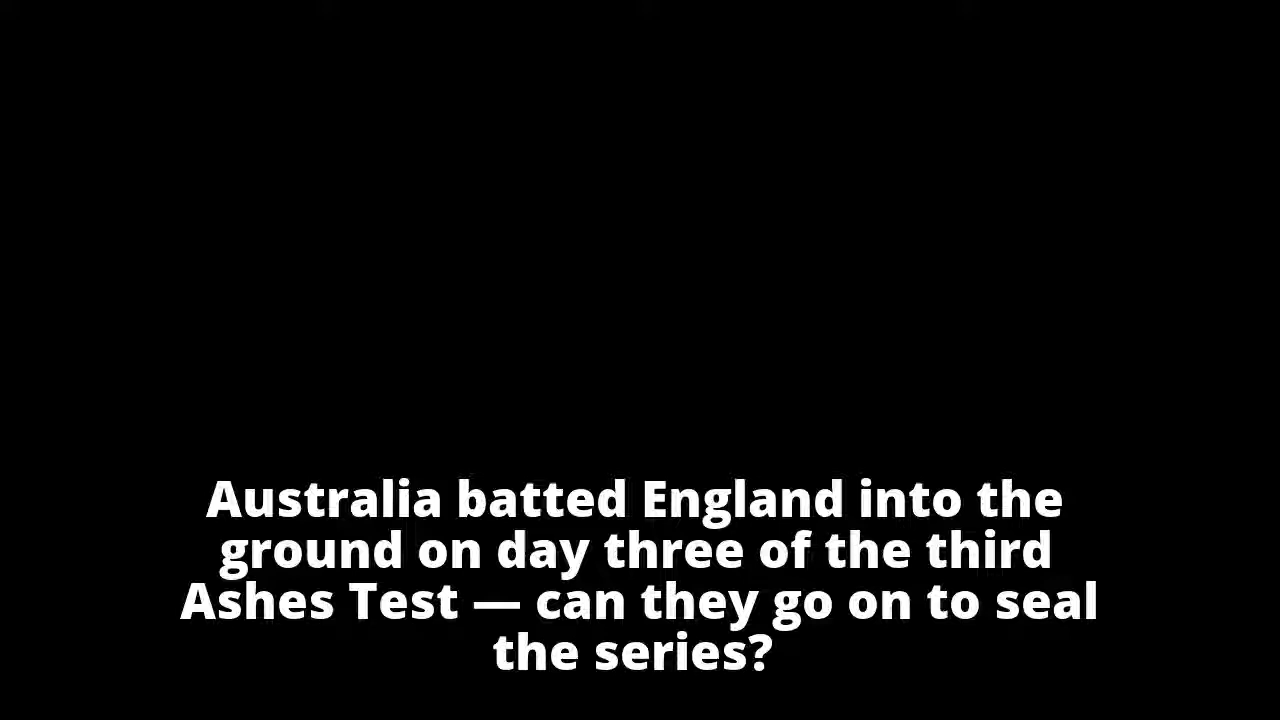 Australia batted England into the
ground on day three of the third
Ashes Test — can they go on to seal
the series?